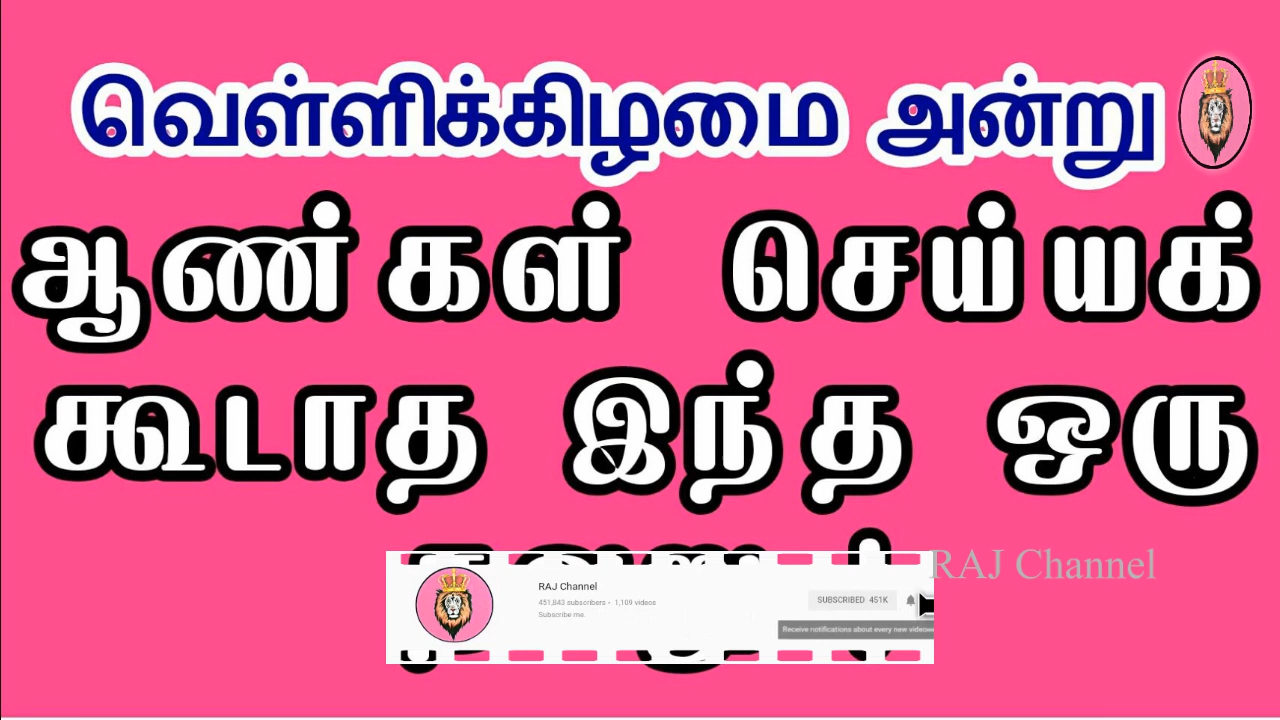 வெள்ளிக்கிழமை அன்று
ஆண்கள் செய்யக்
கூடாத இந்த ஒரு
RAJ Channel
RAJ Channel
451,843 subscribers • 1,109 videos
Subscribe me.
SUBSCRIBED 451K
Receive notifications about every new video